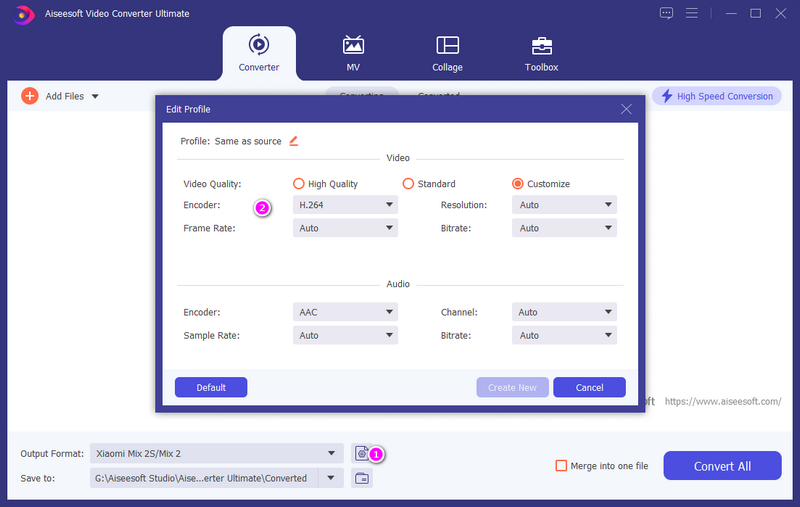 Aiseesoft Video Converter Ultimate
Converter
MV
Collage
Toolbox
Add Files
Converting
Converted
High Speed Conversion
Edit Profile
Profile: Same as source
Video
Video Quality: High Quality Standard Customize
Encoder: 2 H.264 Resolution: Auto
Frame Rate: Auto Bitrate: Auto
Audio
Encoder: AAC Channel: Auto
Sample Rate: Auto Bitrate: Auto
Default
Create New
Cancel
https://www.aiseesoft.com/
Output Format: Xiaomi Mix 2S/Mix 2 1
Save to: G:\Aiseesoft Studio\Aise...erter Ultimate\Converted
Merge into one file
Convert All